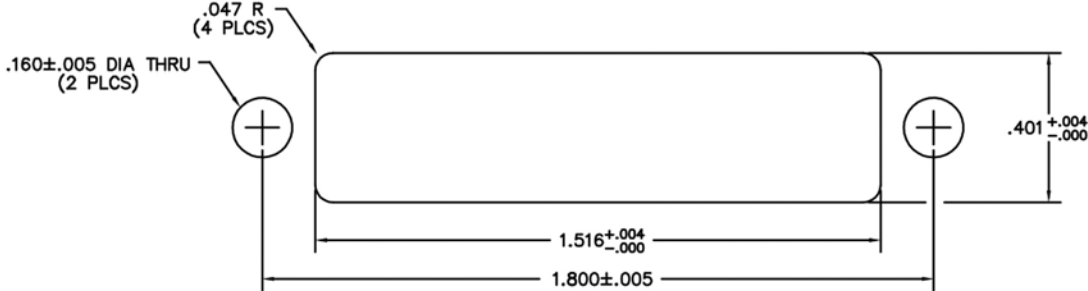 .047 R
(4 PLCS)
.160±.005 DIA THRU
(2 PLCS)
.401 +.004
-.000
1.516 +.004
-.000
1.800±.005